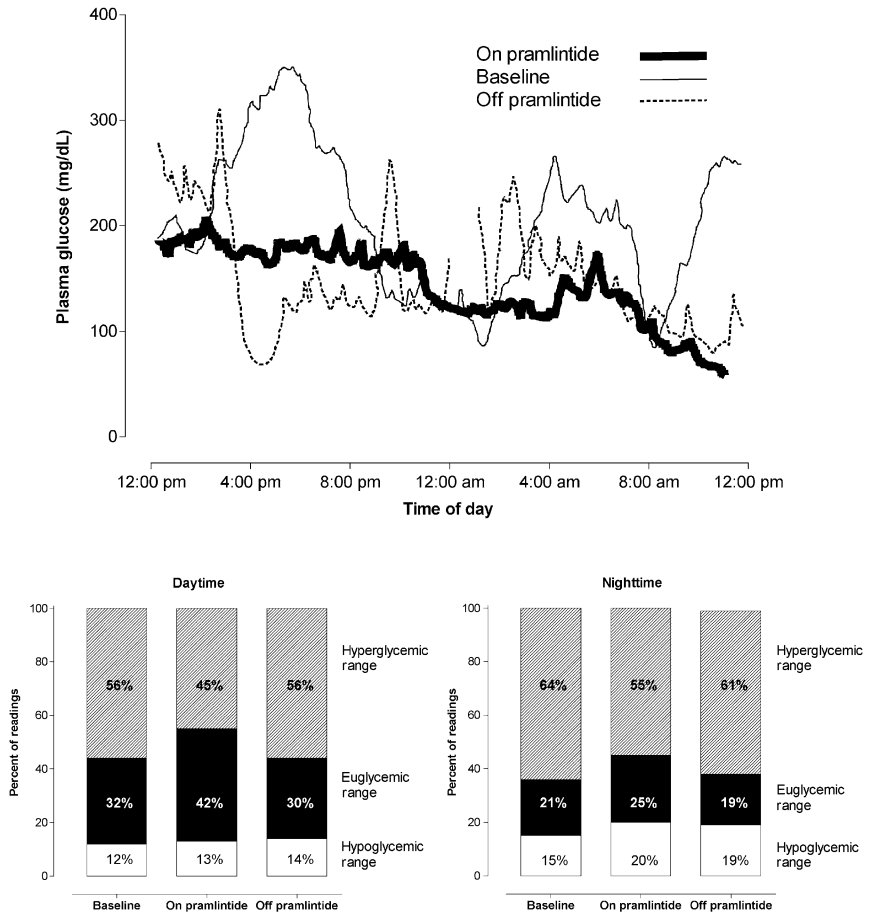 400
300
200
100
0
Plasma glucose (mg/dL)
On pramlintide
Baseline
Off pramlintide
12:00 pm 4:00 pm 8:00 pm 12:00 am 4:00 am 8:00 am 12:00 pm
Time of day
Daytime
100
80
60
40
20
0
Percent of readings
56% 45% 56%
32% 42% 30%
12% 13% 14%
Hyperglycemic
range
Euglycemic
range
Hypoglycemic
range
Baseline On pramlintide Off pramlintide
Nighttime
100
80
60
40
20
0
Percent of readings
64% 55% 61%
21% 25% 19%
15% 20% 19%
Hyperglycemic
range
Euglycemic
range
Hypoglycemic
range
Baseline On pramlintide Off pramlintide